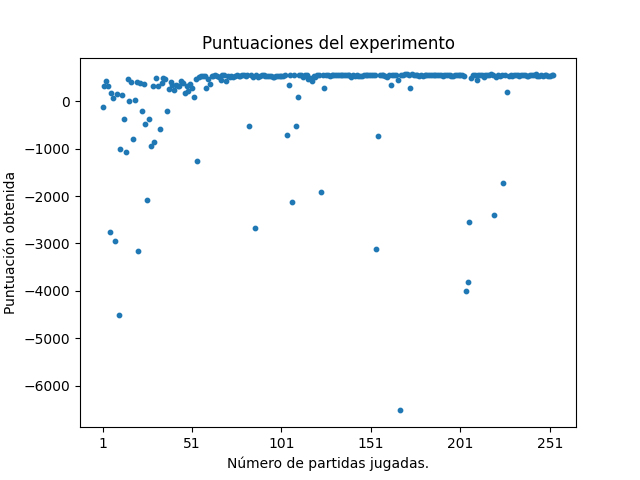 Puntuaciones del experimento
Puntuación obtenida
0
−1000
−2000
−3000
−4000
−5000
−6000
1 51 101 151 201 251
Número de partidas jugadas.